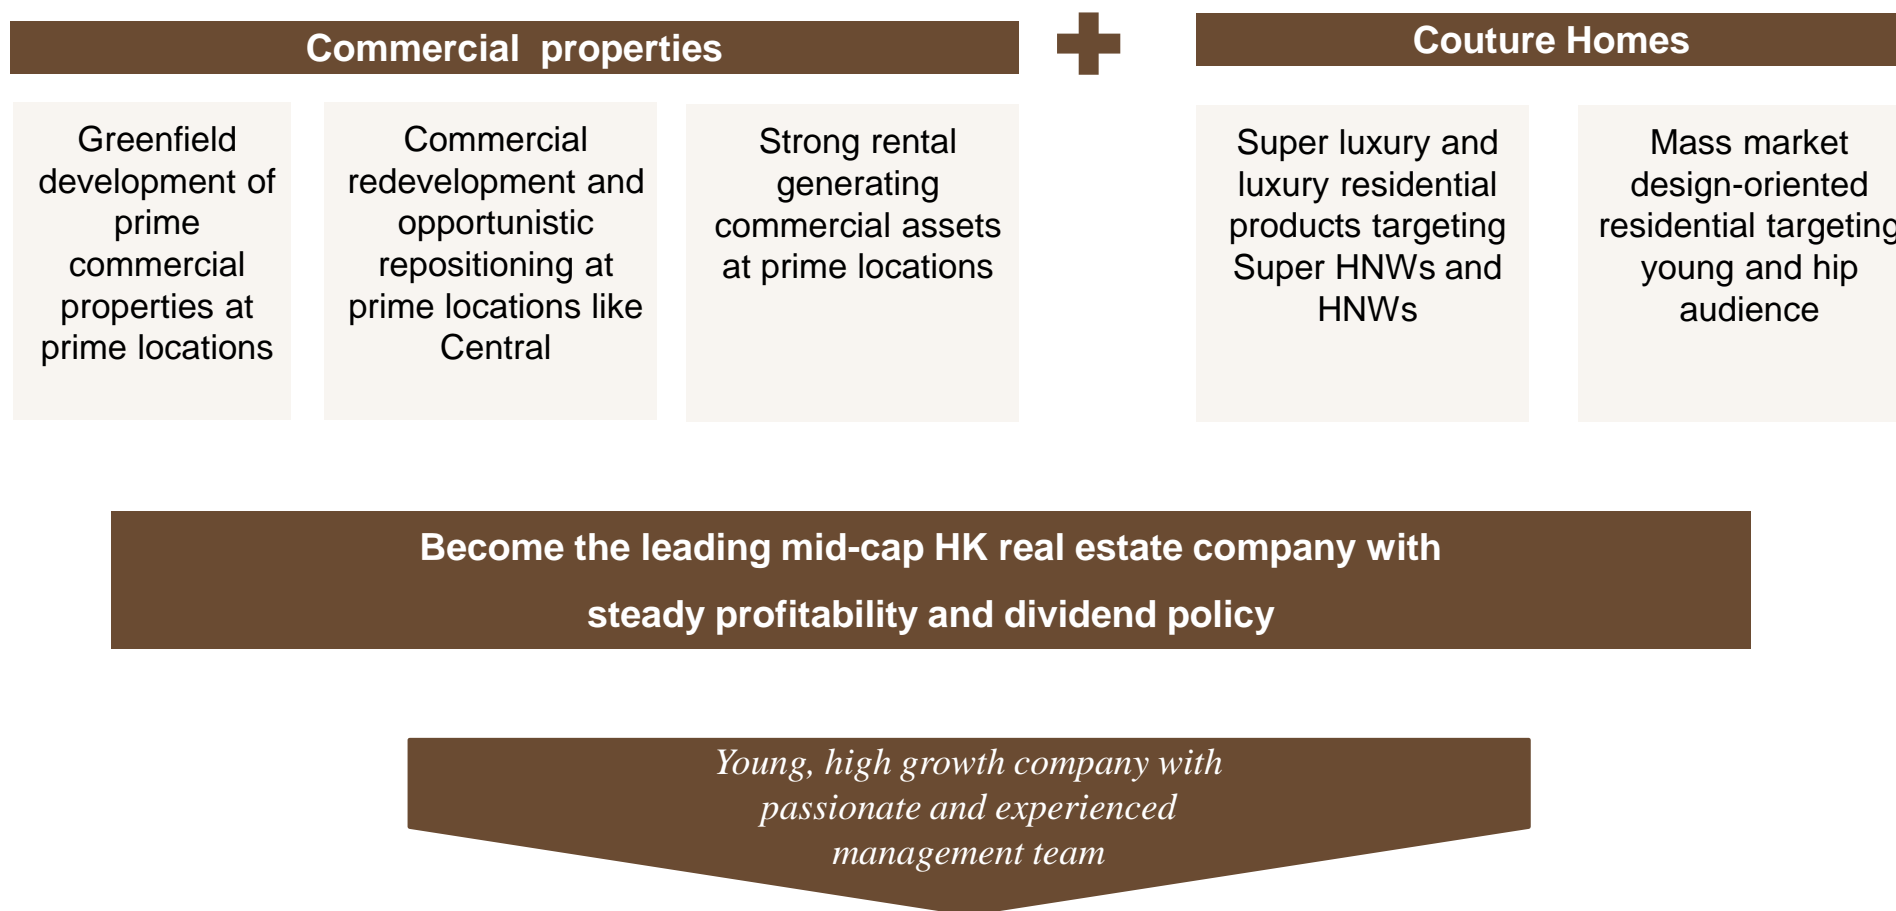 Commercial properties
Greenfield
development of
prime
commercial
properties at
prime locations
Commercial
redevelopment and
opportunistic
repositioning at
prime locations like
Central
Strong rental
generating
commercial assets
at prime locations
Couture Homes
Super luxury and
luxury residential
products targeting
Super HNWs and
HNWs
Mass market
design-oriented
residential targeting
young and hip
audience
Become the leading mid-cap HK real estate company with
steady profitability and dividend policy
Young, high growth company with
passionate and experienced
management team